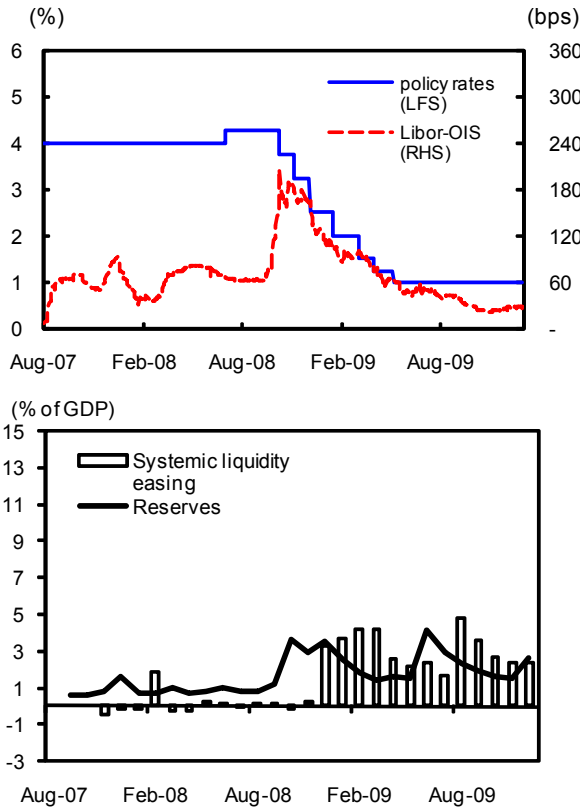 (%)
(bps)
6
360
policy rates
(LFS)
5
300
Libor-OIS
(RHS)
4
240
3
180
2
120
1
60
0
-
Aug-07 Feb-08 Aug-08 Feb-09 Aug-09
(% of GDP)
15
Systemic liquidity
easing
13
Reserves
11
9
7
5
3
1
-1
-3
Aug-07 Feb-08 Aug-08 Feb-09 Aug-09